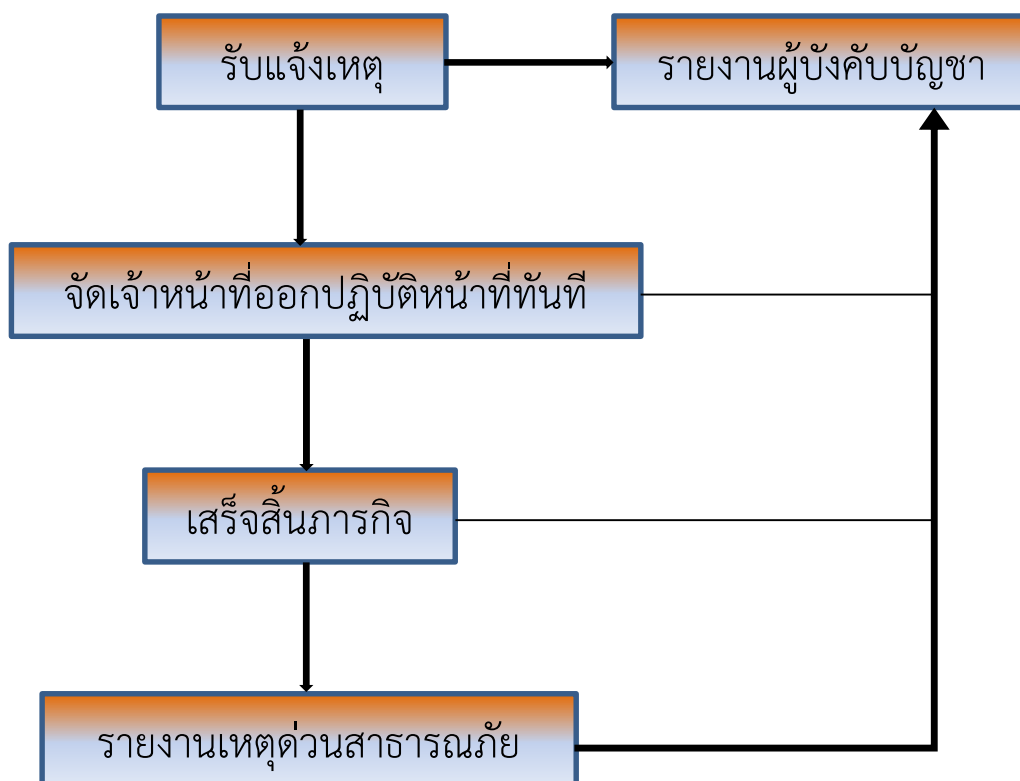 รับแจ้งเหตุ
รายงานผู้บังคับบัญชา
จัดเจ้าหน้าที่ออกปฏิบัติหน้าที่ทันที
เสร็จสิ้นภารกิจ
รายงานเหตุด่วนสาธารณภัย